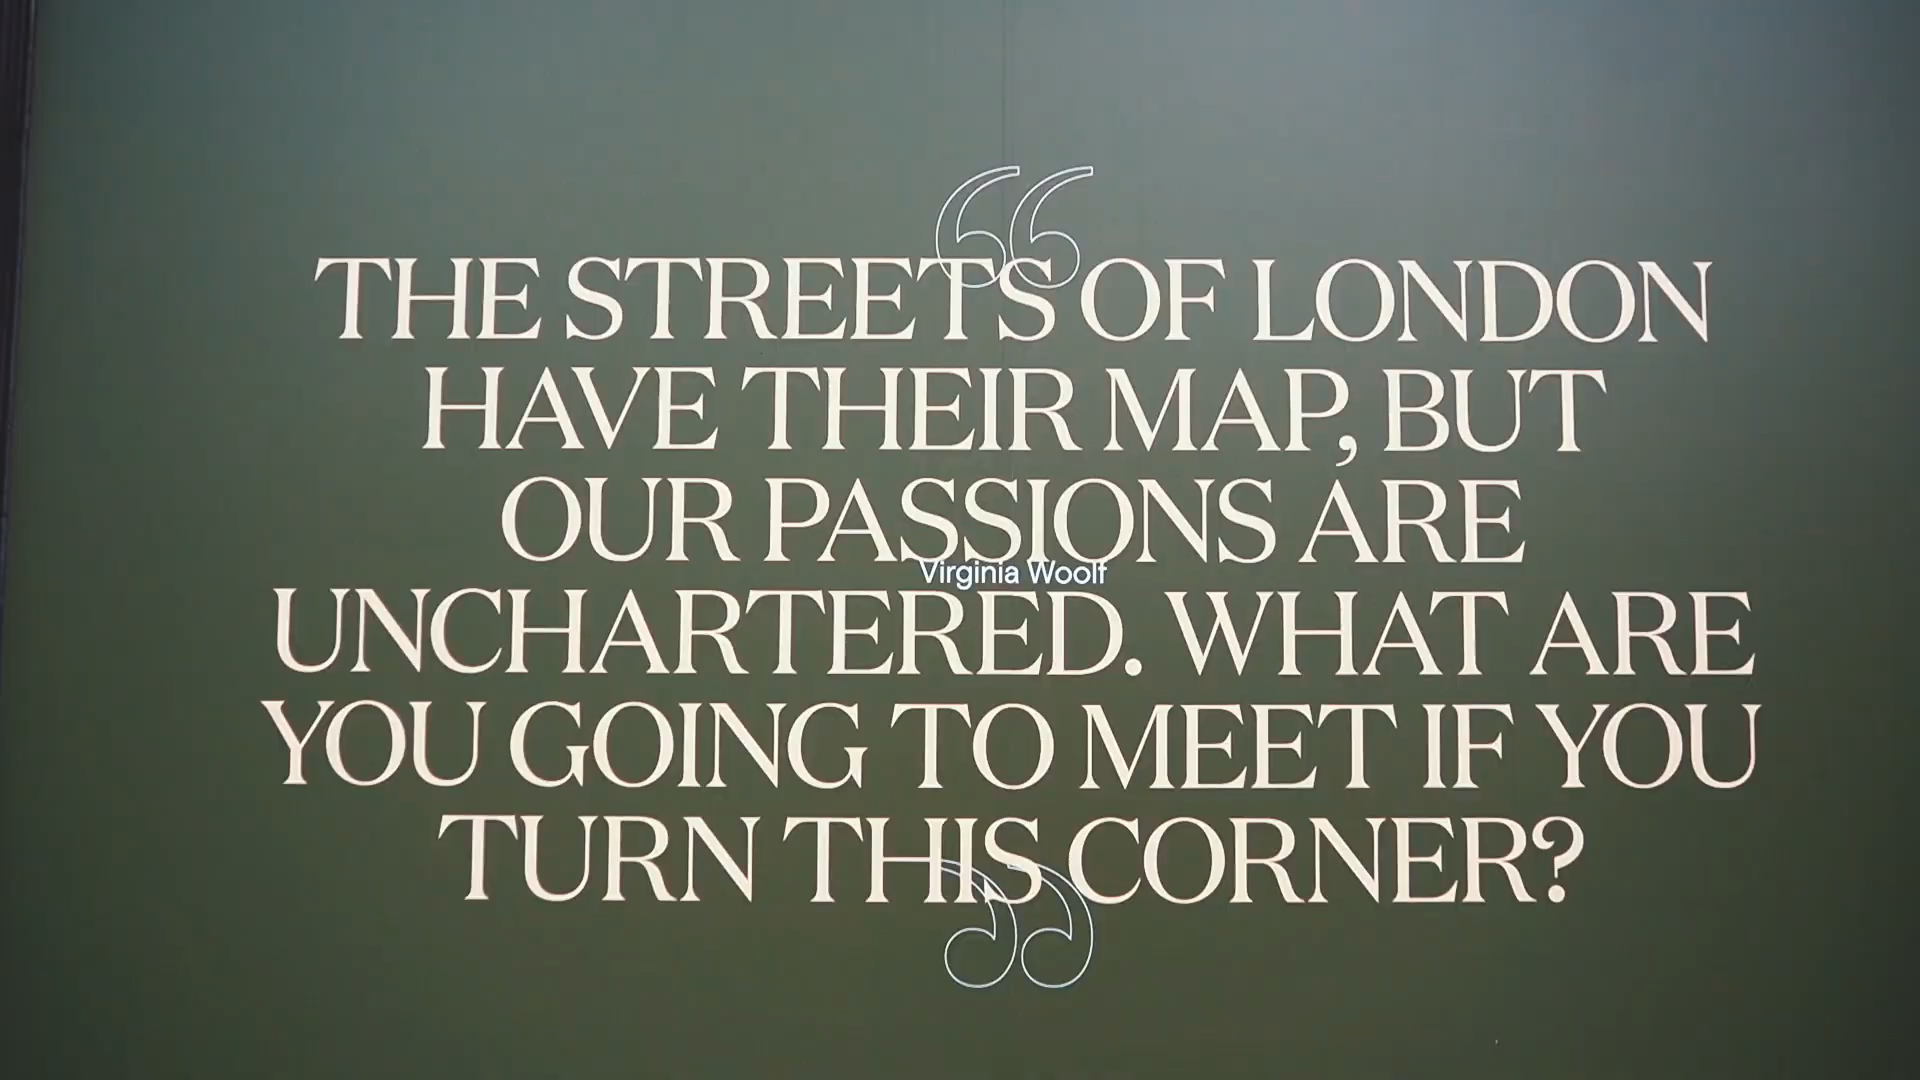 THE STREETS OF LONDON
HAVE THEIR MAP, BUT
OUR PASSIONS ARE
Virginia Woolf
UNCHARTERED. WHAT ARE
YOU GOING TO MEET IF YOU
TURN THIS CORNER?